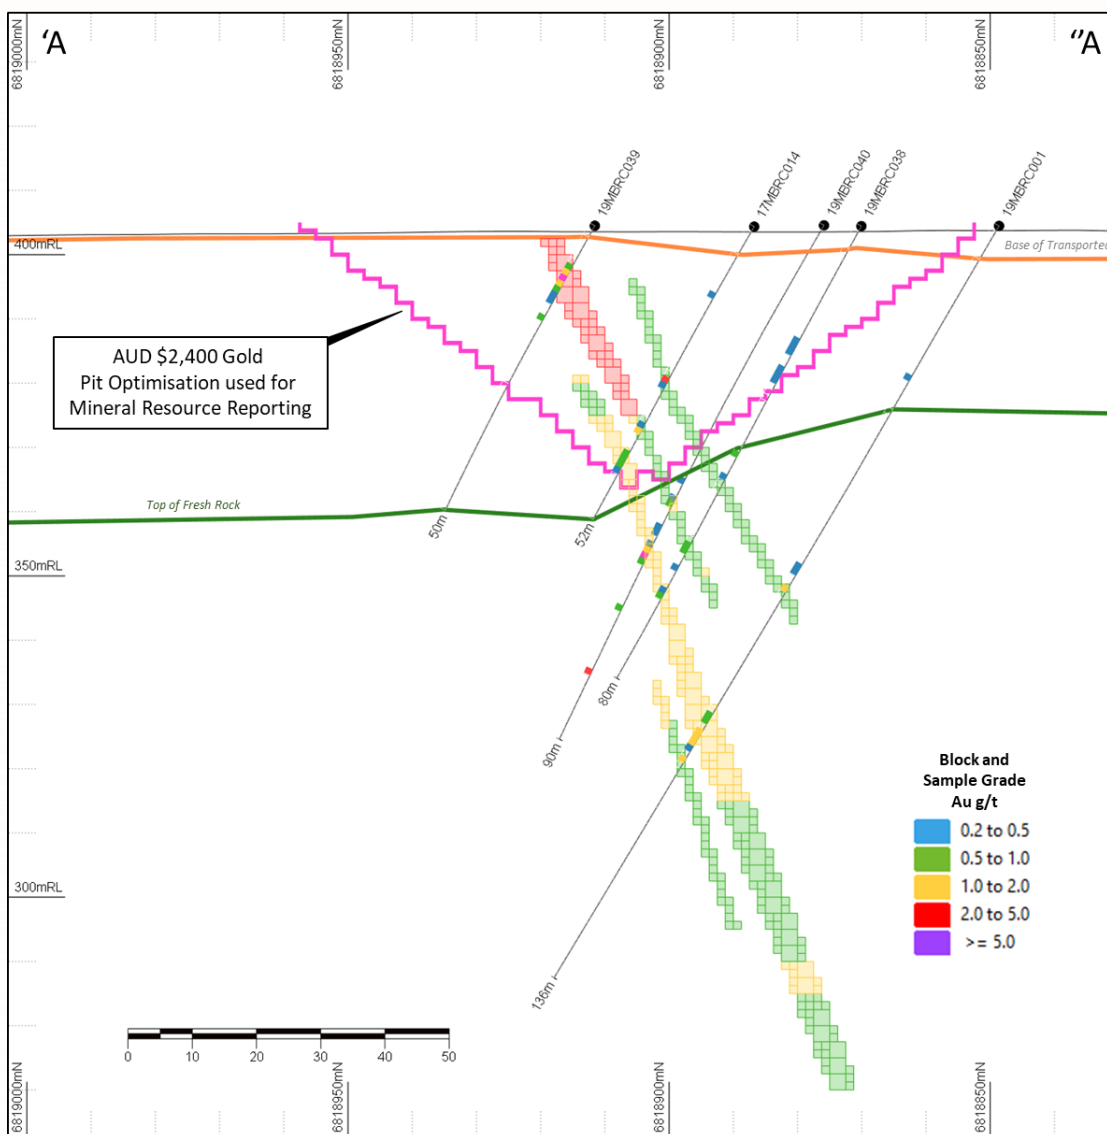 6819000mN
6818950mN
6818900mN
6818850mN
‘A
‘’A
19MBRC039
17MBRC014
19MBRC040
19MBRC038
19MBRC001
400mRL
Base of Transported
AUD $2,400 Gold
Pit Optimisation used for
Mineral Resource Reporting
Top of Fresh Rock
50m
52m
350mRL
80m
90m
136m
300mRL
Block and
Sample Grade
Au g/t
0.2 to 0.5
0.5 to 1.0
1.0 to 2.0
2.0 to 5.0
>= 5.0
0 10 20 30 40 50
6819000mN
6818950mN
6818900mN
6818850mN